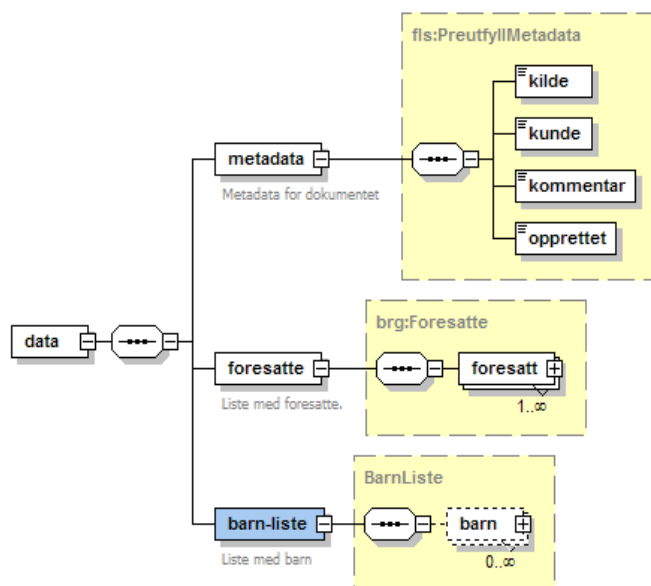 fls:PreutfyllMetadata
kilde
kunde
metadata
kommentar
Metadata for dokumentet
opprettet
brg:Foresatte
data
foresatte
foresatt
Liste med foresatte.
1..∞
BarnListe
barn-liste
barn
Liste med barn
0..∞